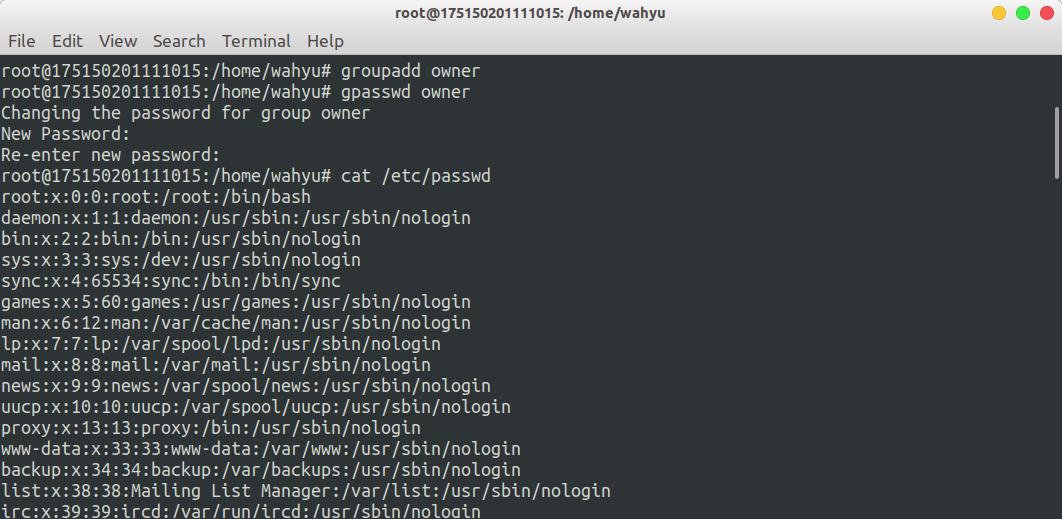 root@175150201111015: /home/wahyu
File Edit View Search Terminal Help
root@175150201111015:/home/wahyu# groupadd owner
root@175150201111015:/home/wahyu# gpasswd owner
Changing the password for group owner
New Password:
Re-enter new password:
root@175150201111015:/home/wahyu# cat /etc/passwd
root:x:0:0:root:/root:/bin/bash
daemon:x:1:1:daemon:/usr/sbin:/usr/sbin/nologin
bin:x:2:2:bin:/bin:/usr/sbin/nologin
sys:x:3:3:sys:/dev:/usr/sbin/nologin
sync:x:4:65534:sync:/bin:/bin/sync
games:x:5:60:games:/usr/games:/usr/sbin/nologin
man:x:6:12:man:/var/cache/man:/usr/sbin/nologin
lp:x:7:7:lp:/var/spool/lpd:/usr/sbin/nologin
mail:x:8:8:mail:/var/mail:/usr/sbin/nologin
news:x:9:9:news:/var/spool/news:/usr/sbin/nologin
uucp:x:10:10:uucp:/var/spool/uucp:/usr/sbin/nologin
proxy:x:13:13:proxy:/bin:/usr/sbin/nologin
www-data:x:33:33:www-data:/var/www:/usr/sbin/nologin
backup:x:34:34:backup:/var/backups:/usr/sbin/nologin
list:x:38:38:Mailing List Manager:/var/list:/usr/sbin/nologin
irc:x:39:39:ircd:/var/run/ircd:/usr/sbin/nologin